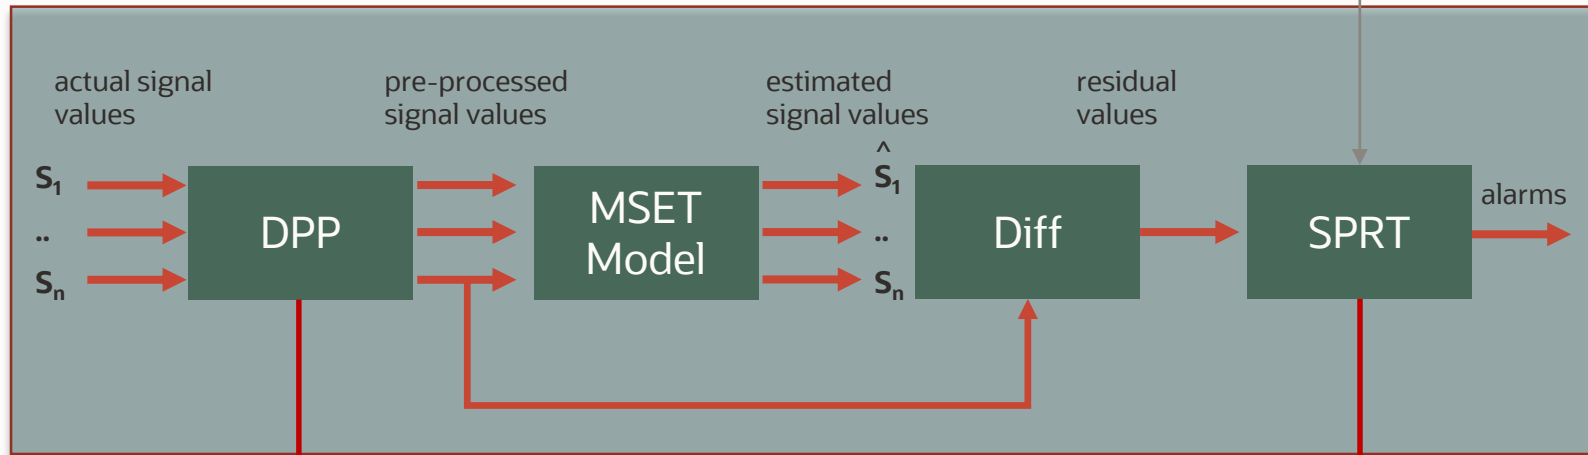 actual signal
values
pre-processed
signal values
estimated
signal values
residual
values
S₁
..
Sₙ
DPP
MSET
Model
^
S₁
..
Sₙ
Diff
SPRT
alarms